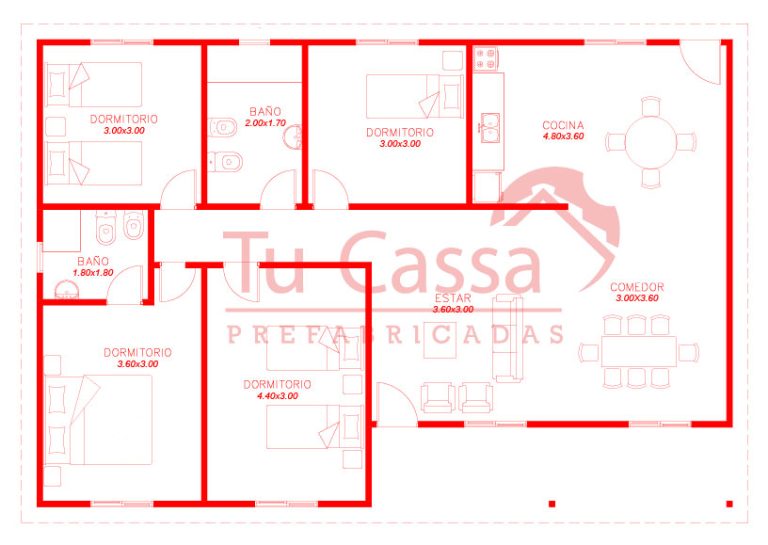 DORMITORIO
3.00x3.00
BAÑO
2.00x1.70
DORMITORIO
3.00x3.00
COCINA
4.80x3.60
BAÑO
1.80x1.80
Tu Cassa
PREFABRICADAS
ESTAR
3.60x3.00
COMEDOR
3.00X3.60
DORMITORIO
3.60x3.00
DORMITORIO
4.40x3.00